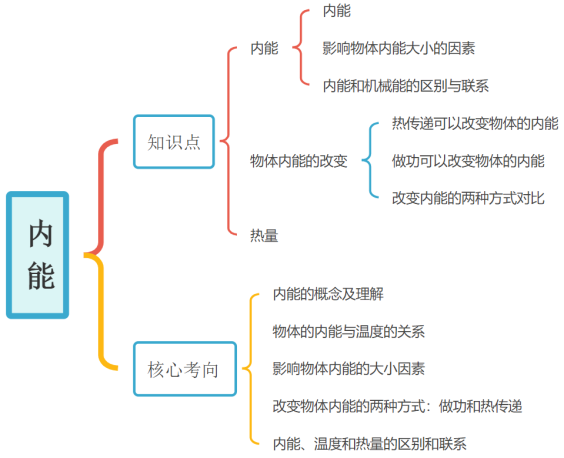 内能
知识点
内能
内能
影响物体内能大小的因素
内能和机械能的区别与联系
物体内能的改变
热传递可以改变物体的内能
做功可以改变物体的内能
改变内能的两种方式对比
热量
核心考向
内能的概念及理解
物体的内能与温度的关系
影响物体内能的大小因素
改变物体内能的两种方式：做功和热传递
内能、温度和热量的区别和联系